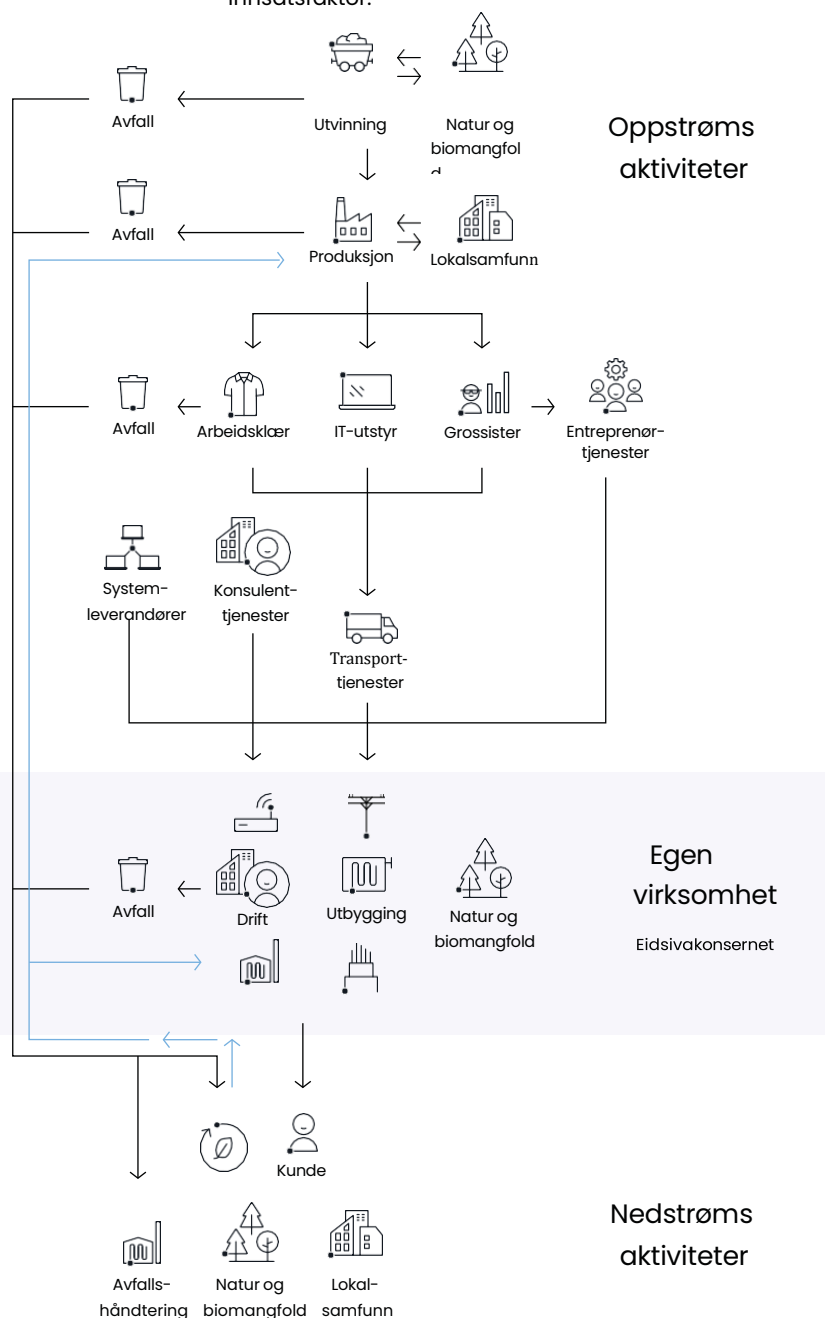 innsatsfaktor.
Avfall
Utvinning
Natur og
biomangfol
d
Oppstrøms
aktiviteter
Avfall
Produksjon
Lokalsamfunn
Avfall
Arbeidsklær
IT-utstyr
Grossister
Entreprenør-
tjenester
System-
leverandører
Konsulent-
tjenester
Transport-
tjenester
Avfall
Drift
Utbygging
Natur og
biomangfold
Egen
virksomhet
Eidsivakonsernet
Kunde
Avfalls-
håndtering
Natur og
biomangfold
Lokal-
samfunn
Nedstrøms
aktiviteter